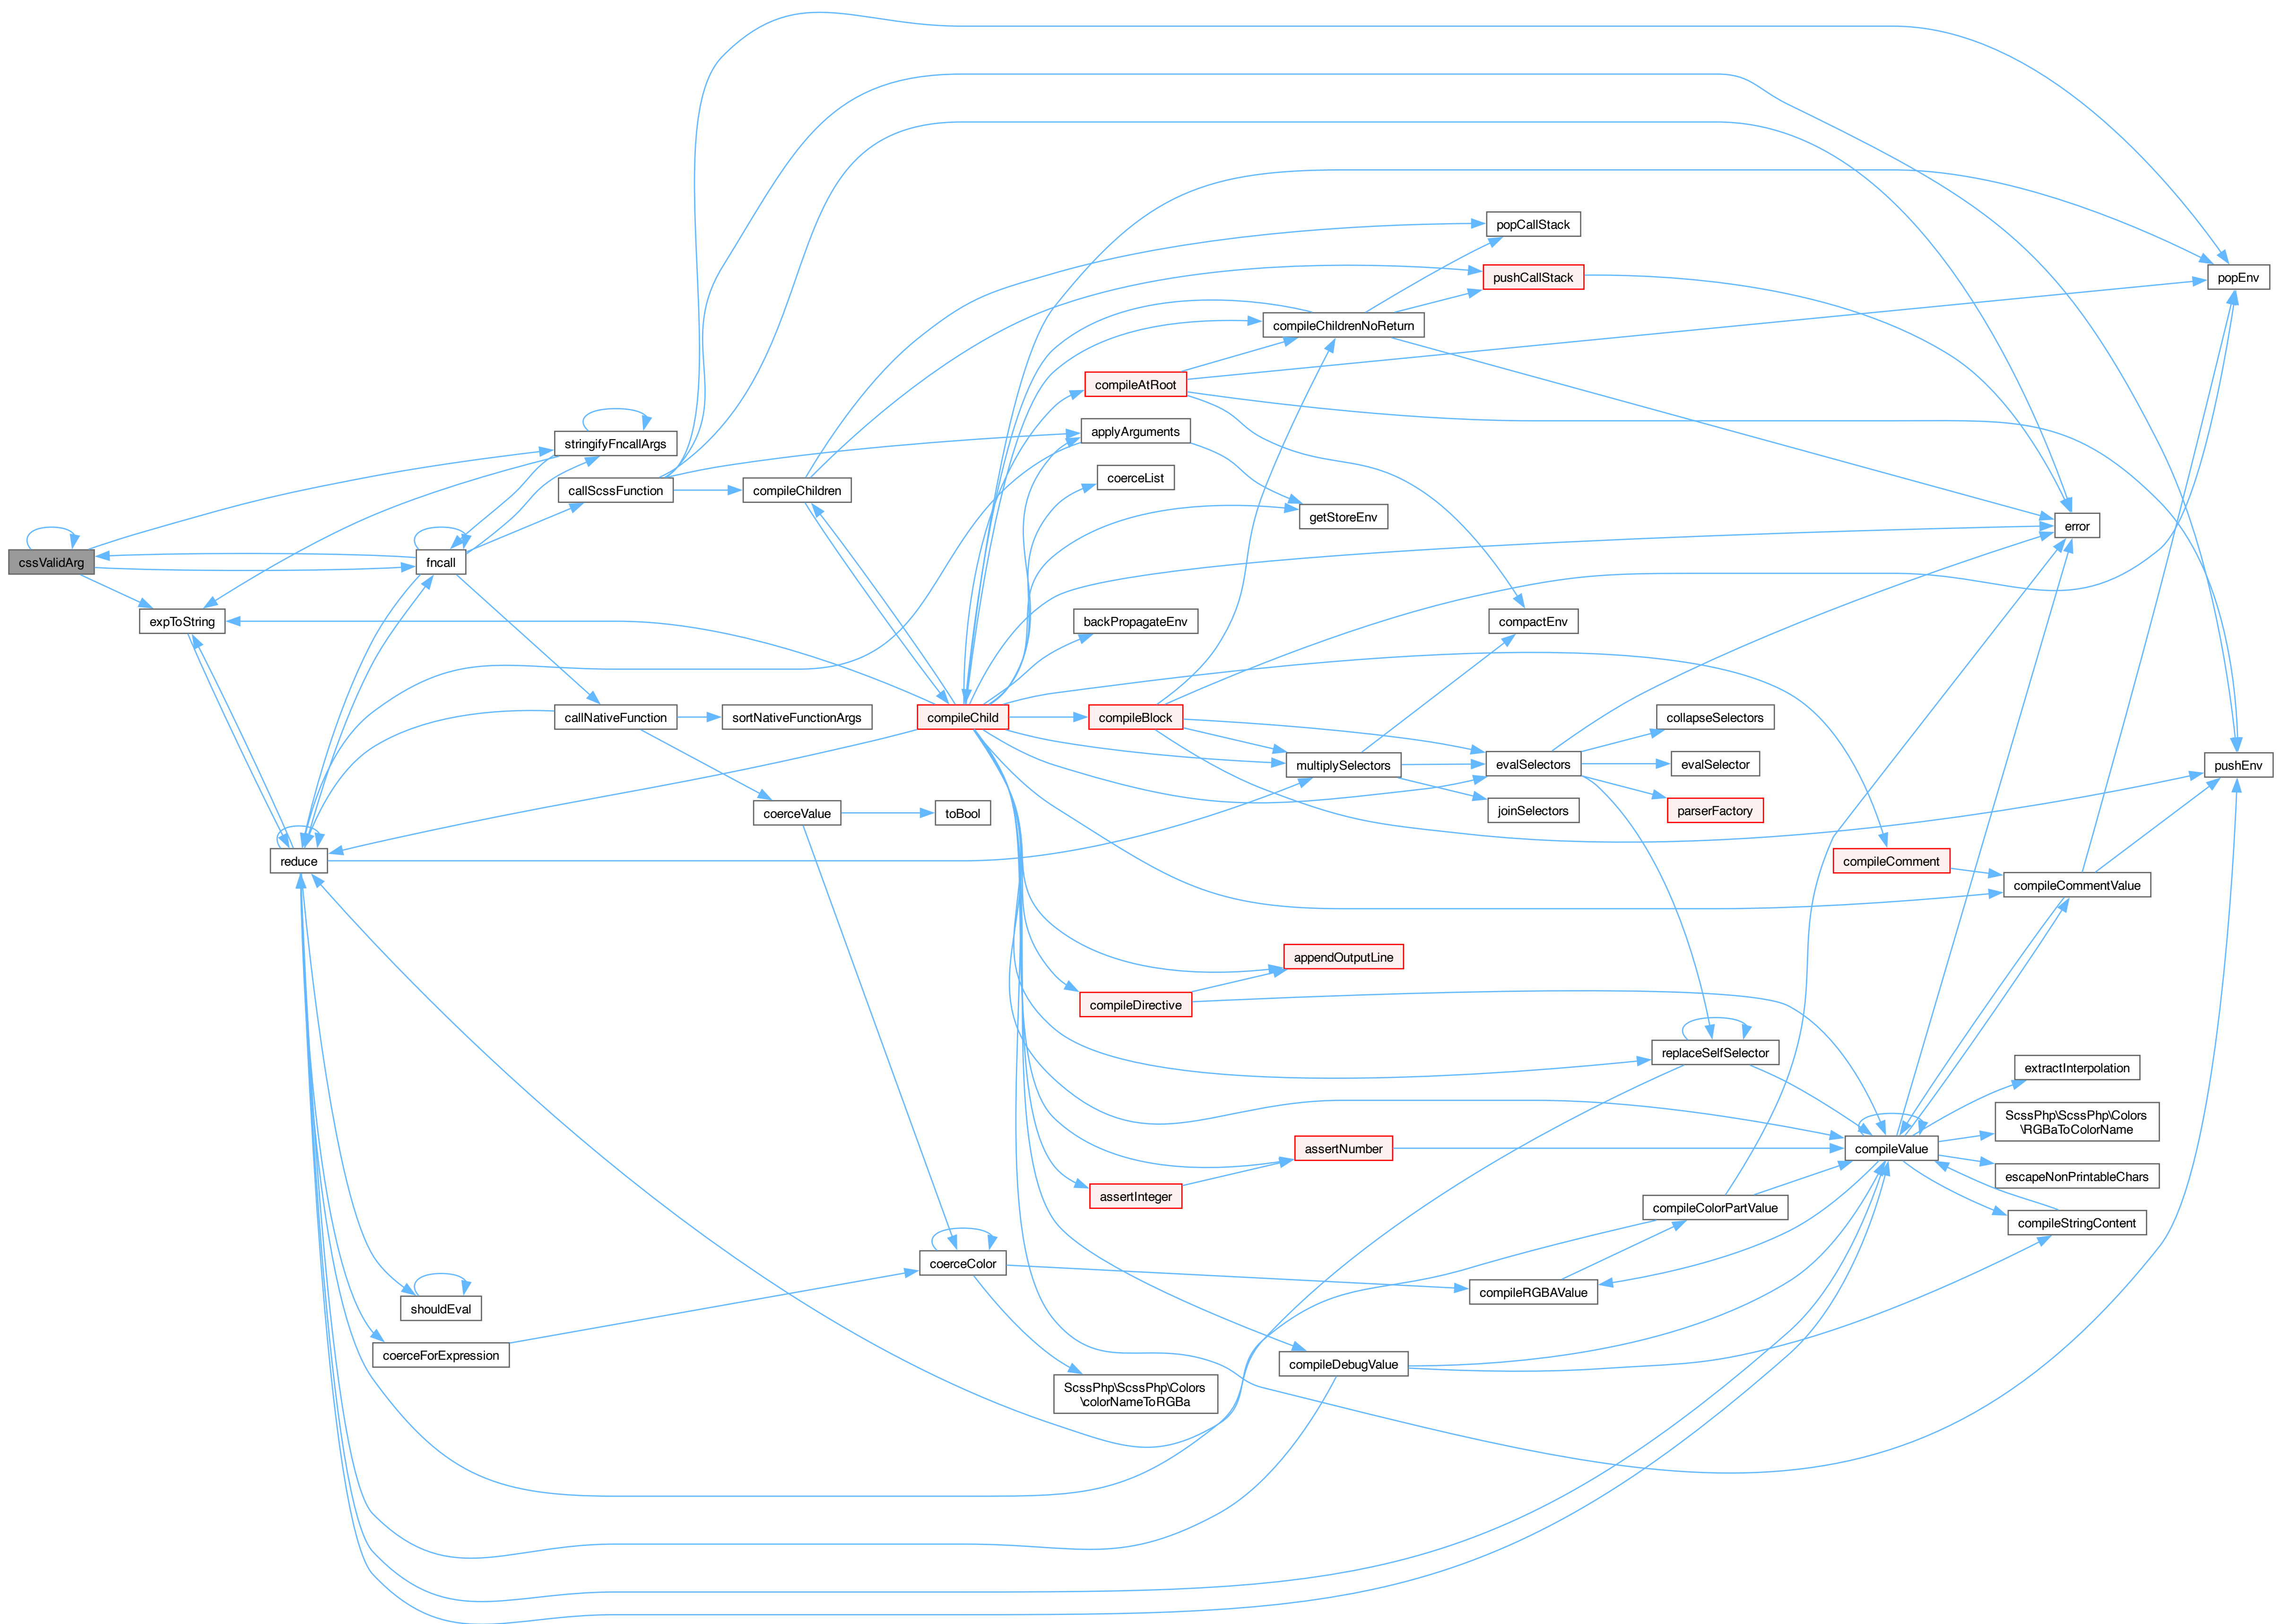 cssValidArg
expToString
reduce
stringifyFncallArgs
fncall
shouldEval
coerceForExpression
callScssFunction
callNativeFunction
compileChildren
sortNativeFunctionArgs
coerceValue
compileChild
toBool
coerceColor
compileAtRoot
applyArguments
coerceList
backPropagateEnv
compileBlock
compileDirective
assertInteger
ScssPhp\ScssPhp\Colors
\colorNameToRGBa
compileChildrenNoReturn
getStoreEnv
multiplySelectors
appendOutputLine
assertNumber
compileDebugValue
popCallStack
pushCallStack
compactEnv
evalSelectors
joinSelectors
compileRGBAValue
collapseSelectors
evalSelector
parserFactory
replaceSelfSelector
compileColorPartValue
compileComment
compileValue
error
compileCommentValue
extractInterpolation
ScssPhp\ScssPhp\Colors
\RGBaToColorName
escapeNonPrintableChars
compileStringContent
popEnv
pushEnv